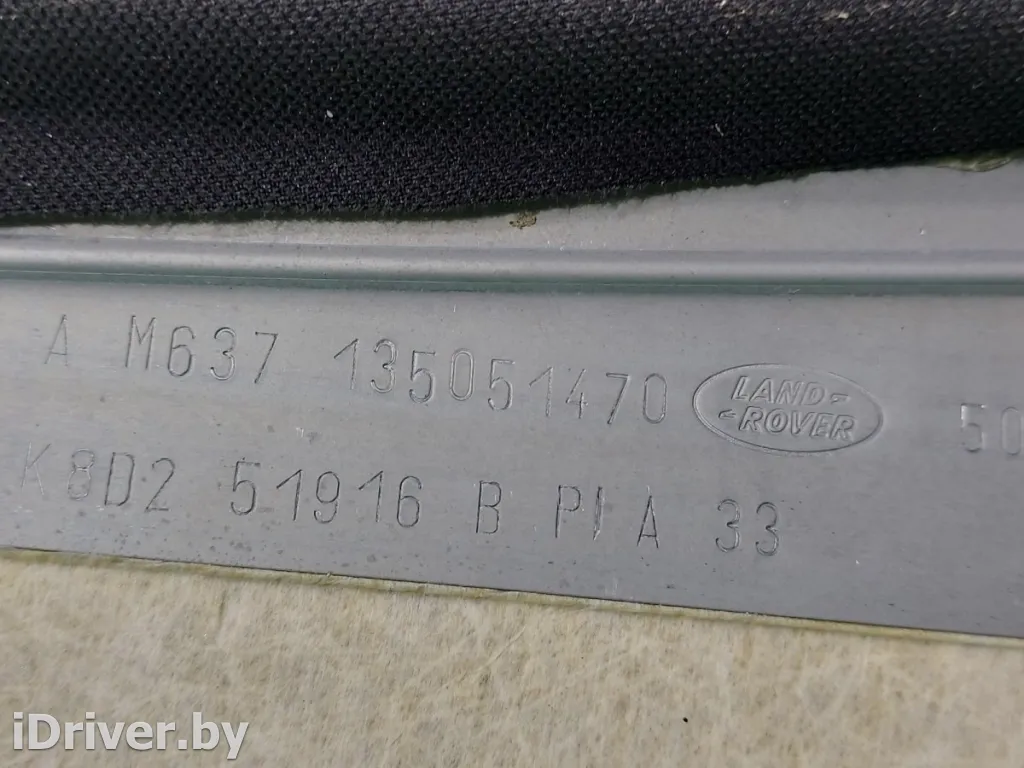 A M637 135051470 LAND- 50
-ROVER
K8D2 51916 B PIA 33
iDriver.by